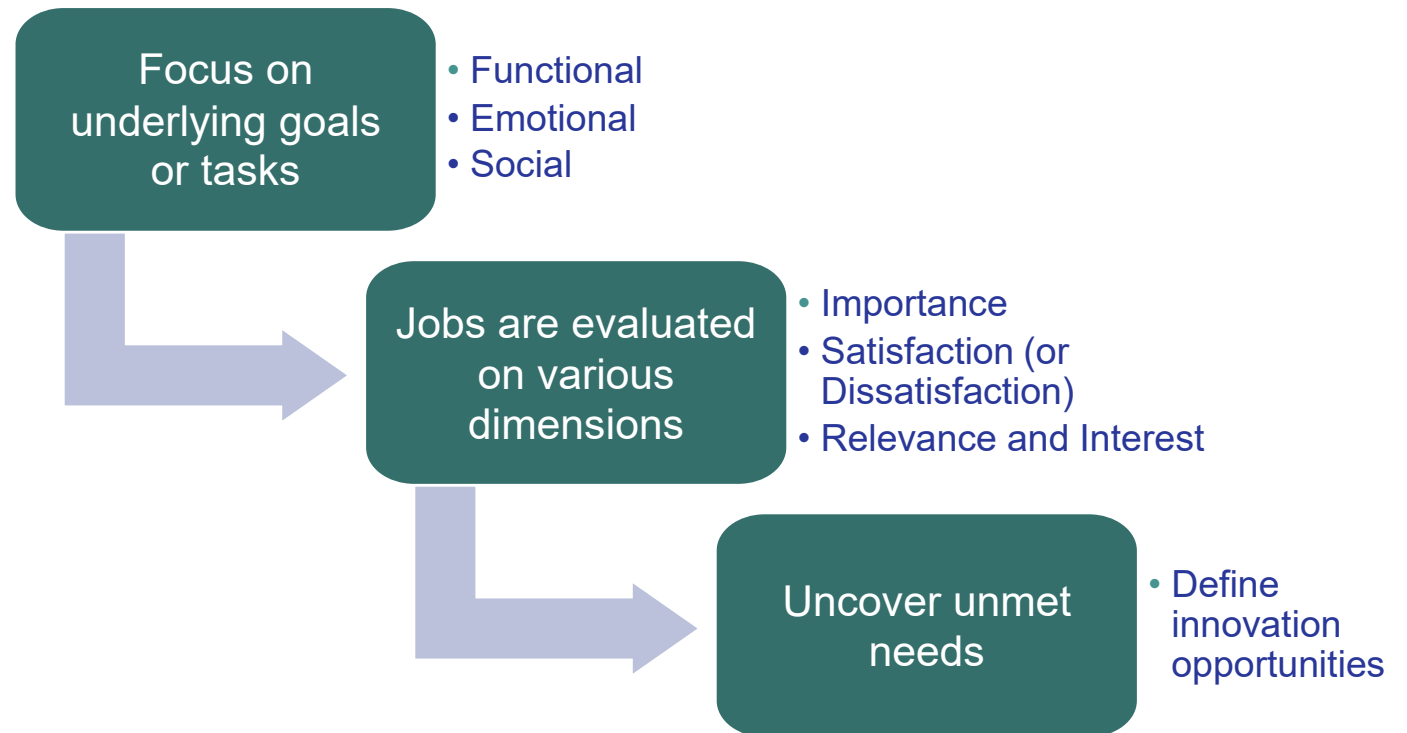 Focus on
underlying goals
or tasks
• Functional
• Emotional
• Social
Jobs are evaluated
on various
dimensions
• Importance
• Satisfaction (or
Dissatisfaction)
• Relevance and Interest
Uncover unmet
needs
• Define
innovation
opportunities